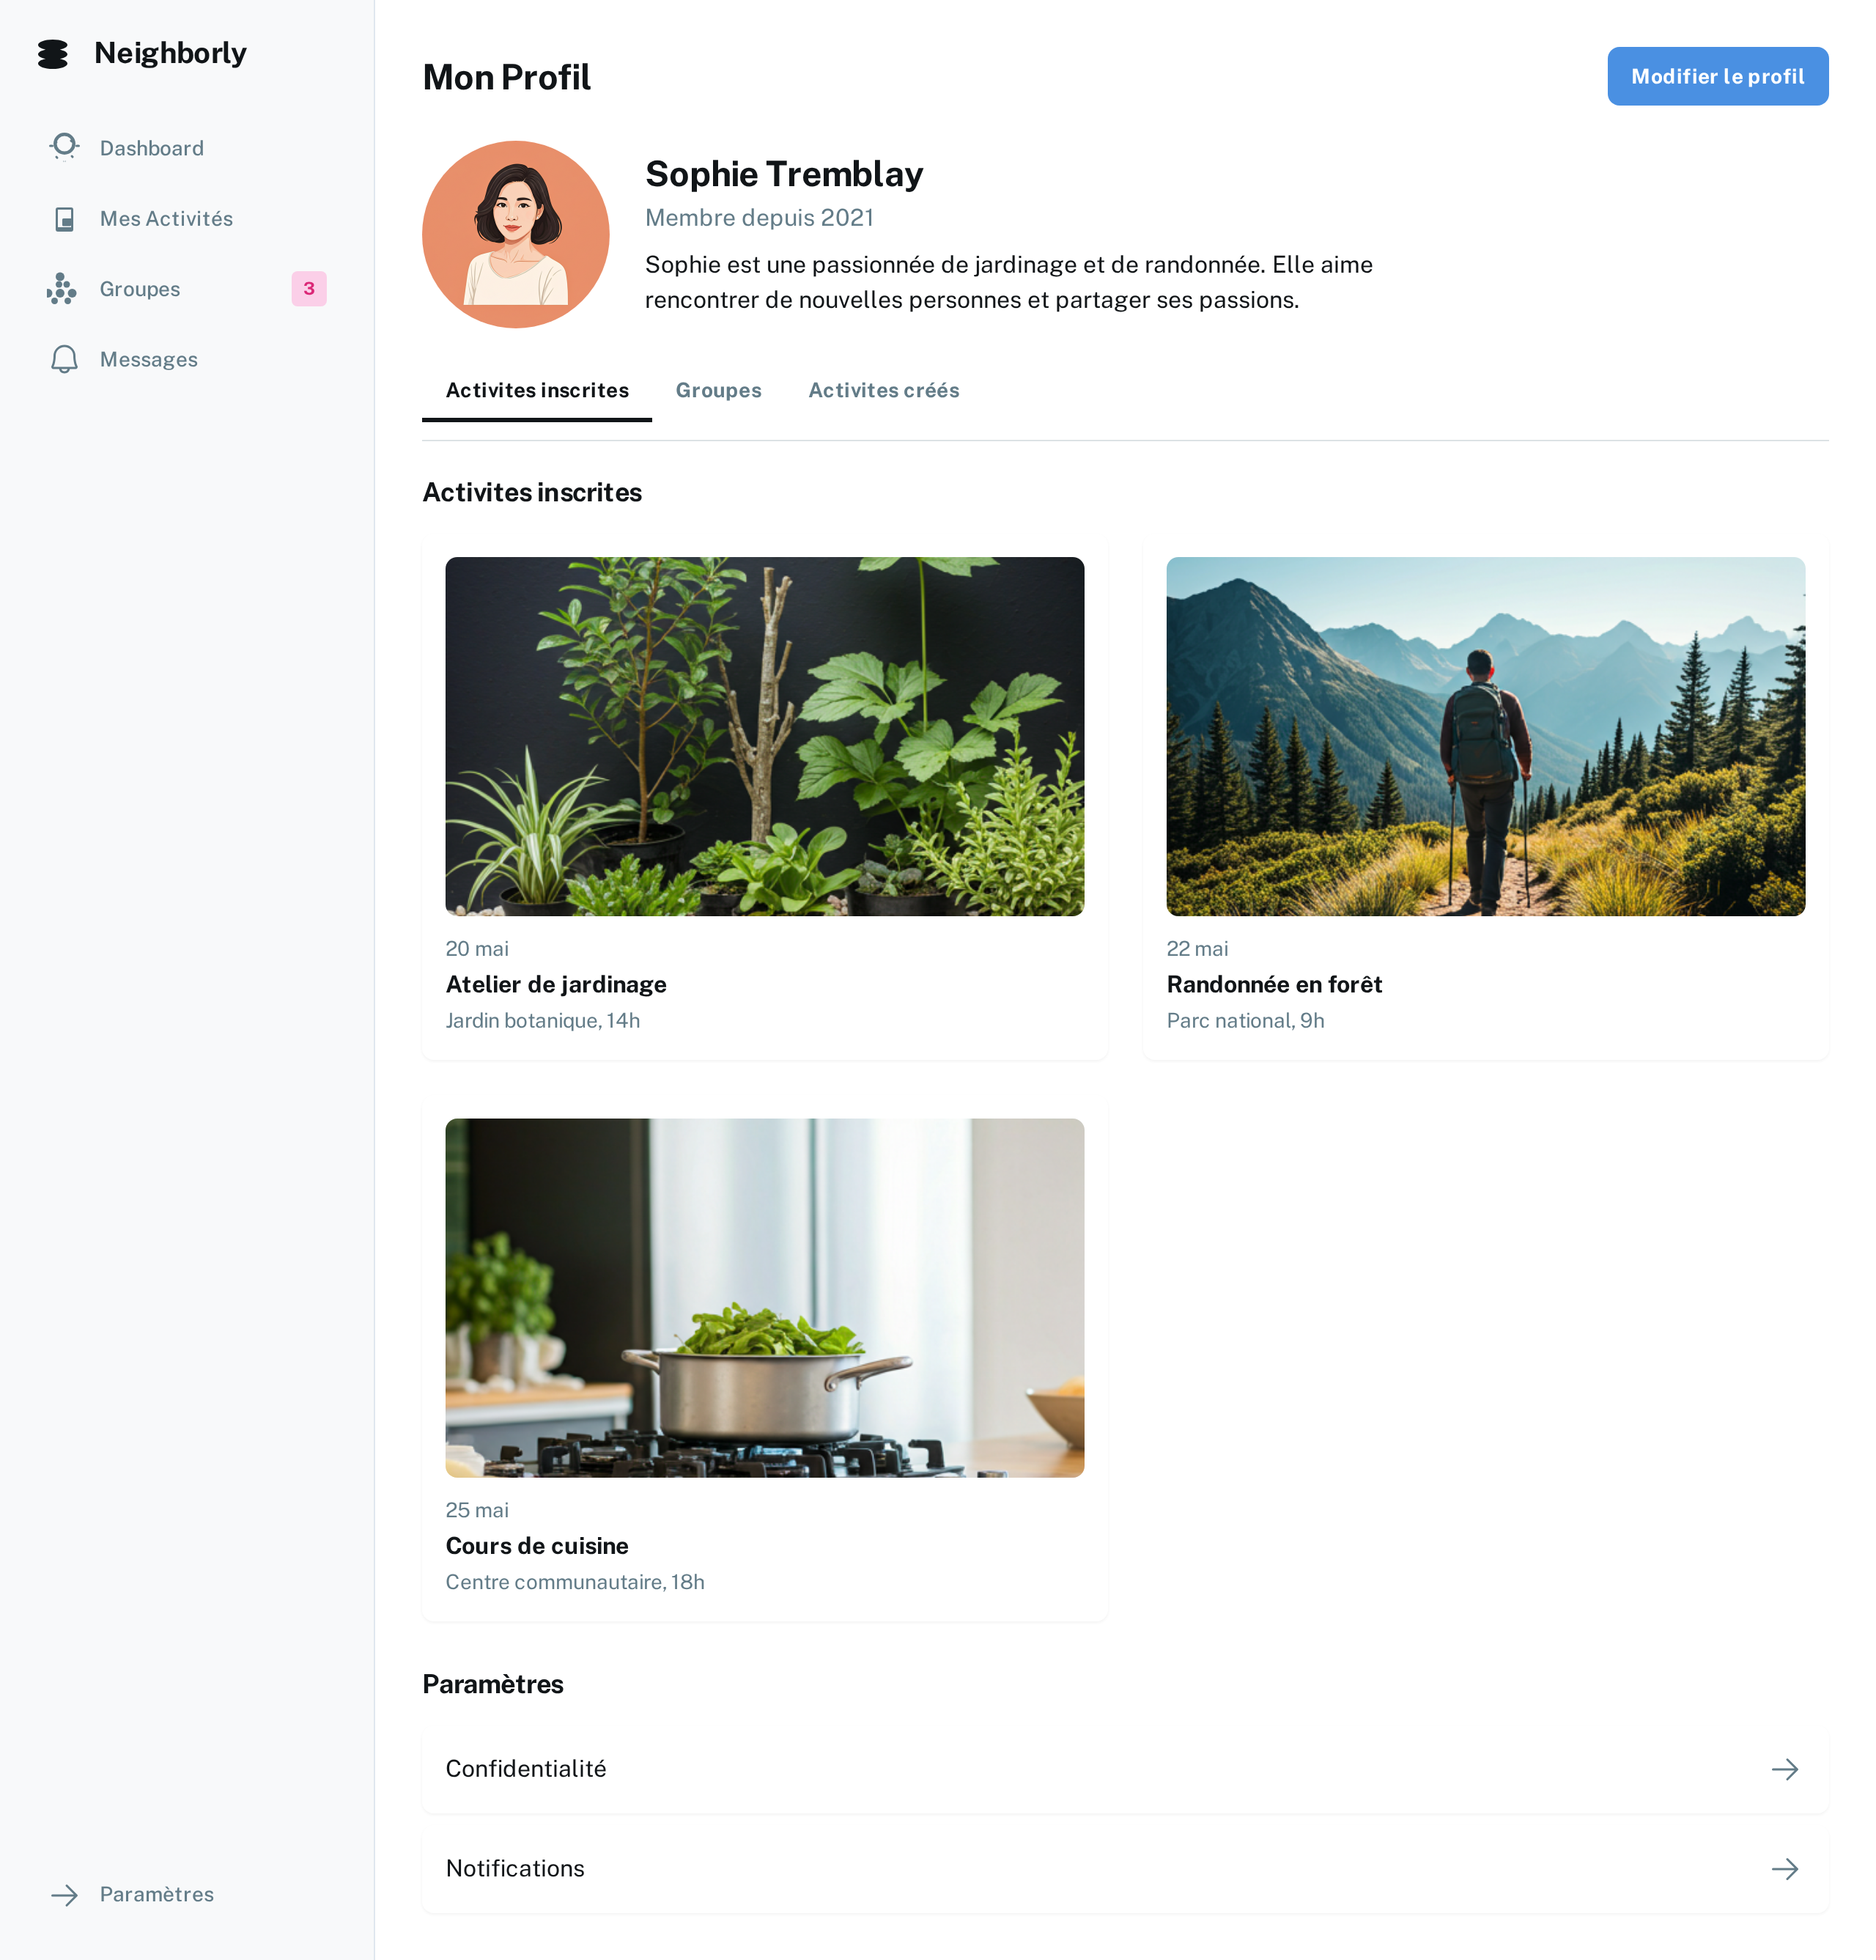 Neighborly
Dashboard
Mes Activités
Groupes
3
Messages
Paramètres
Mon Profil
Modifier le profil
Sophie Tremblay
Membre depuis 2021
Sophie est une passionnée de jardinage et de randonnée. Elle aime
rencontrer de nouvelles personnes et partager ses passions.
Activites inscrites
Groupes
Activites créés
Activites inscrites
20 mai
Atelier de jardinage
Jardin botanique, 14h
22 mai
Randonnée en forêt
Parc national, 9h
25 mai
Cours de cuisine
Centre communautaire, 18h
Paramètres
Confidentialité
Notifications